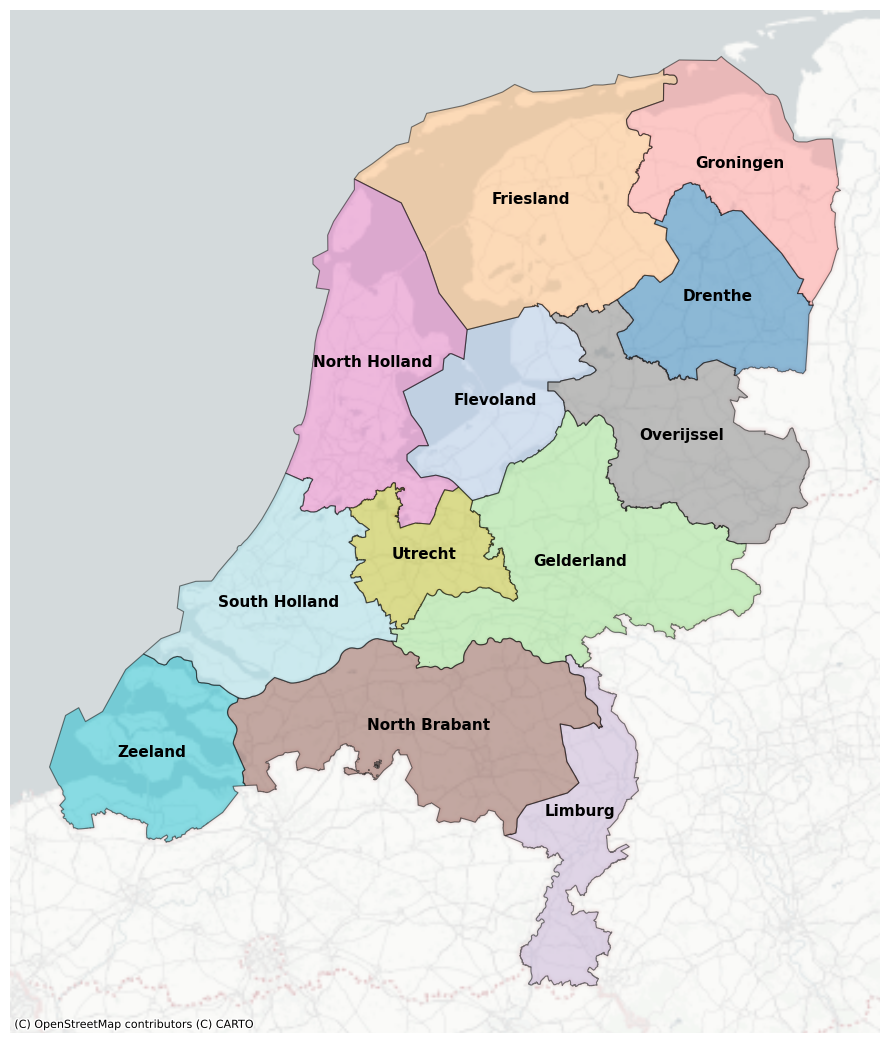 Groningen
Friesland
Drenthe
North Holland
Flevoland
Overijssel
Utrecht
Gelderland
South Holland
North Brabant
Zeeland
Limburg
(C) OpenStreetMap contributors (C) CARTO